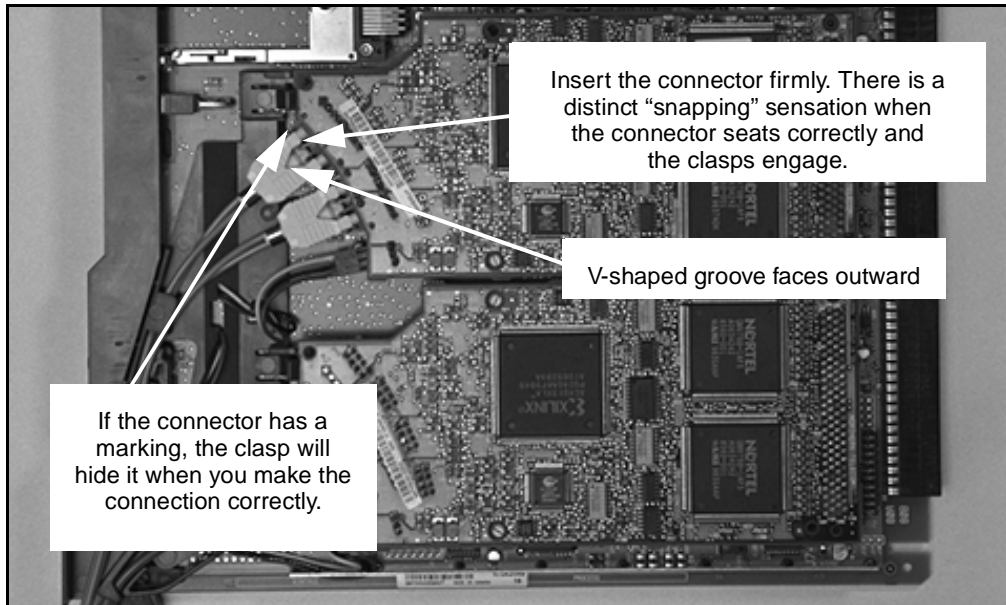 Insert the connector firmly. There is a
distinct “snapping” sensation when
the connector seats correctly and
the clasps engage.
V-shaped groove faces outward
If the connector has a
marking, the clasp will
hide it when you make the
connection correctly.
XILINX
NORTEL
NORTEL
NORTEL